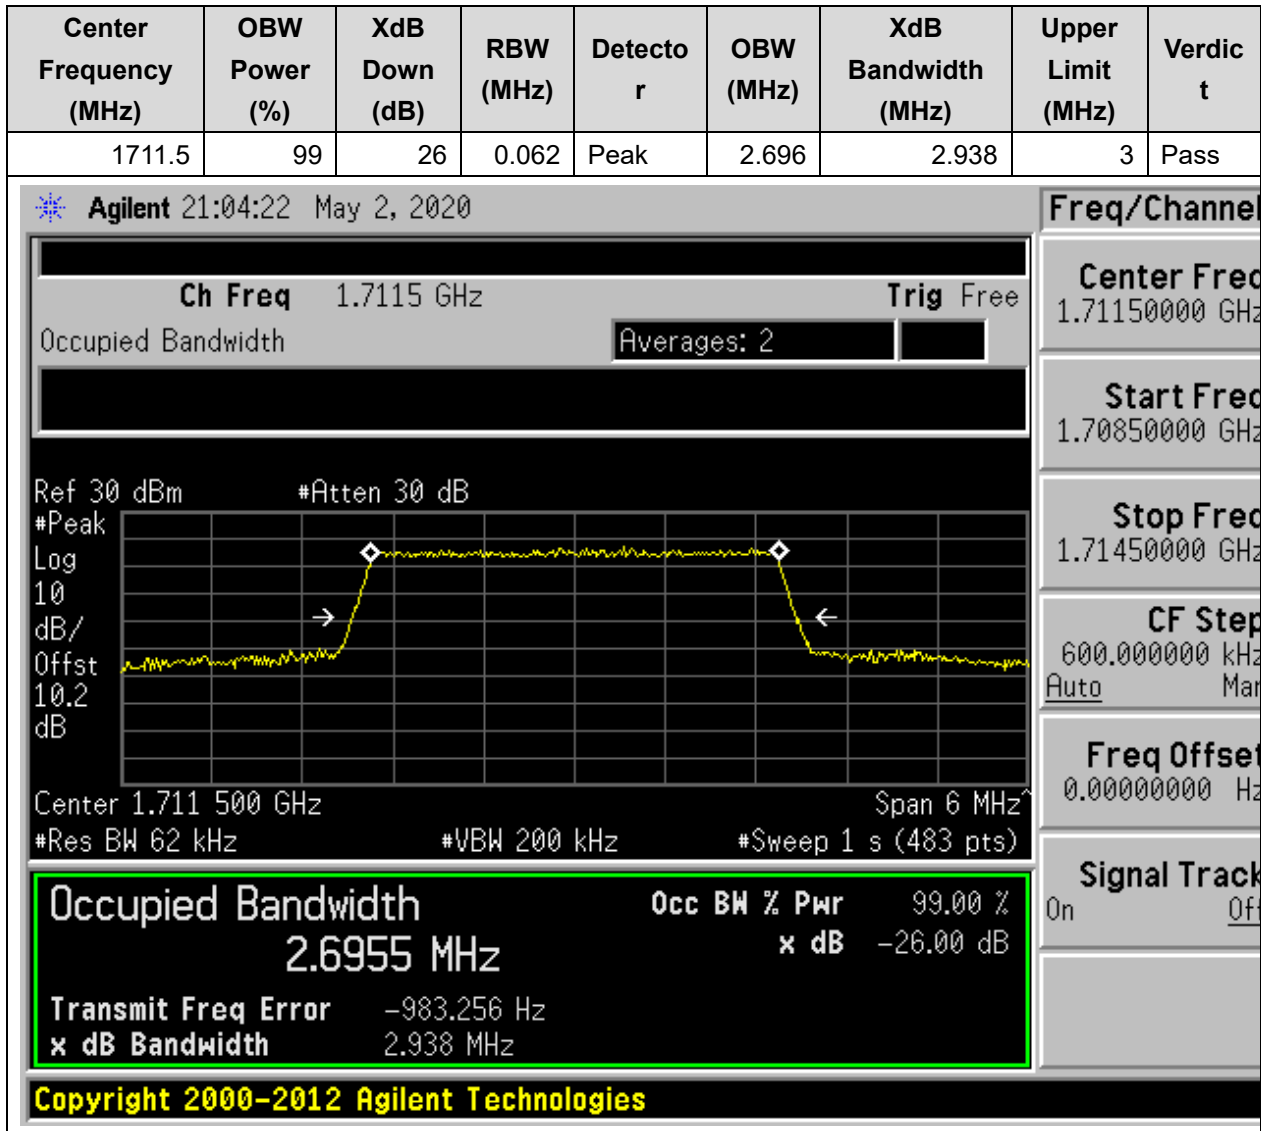 Center Frequency (MHz) OBW Power (%) XdB Down (dB) RBW (MHz) Detecto r OBW (MHz) XdB Bandwidth (MHz) Upper Limit (MHz) Verdic t
1711.5 99 26 0.062 Peak 2.696 2.938 3 Pass
Agilent 21:04:22 May 2, 2020
Freq/Channel
Ch Freq 1.7115 GHz Trig Free
Occupied Bandwidth Averages: 2
Center Freq
1.71150000 GHz
Start Freq
1.70850000 GHz
Stop Freq
1.71450000 GHz
CF Step
600.000000 kHz
Auto Man
Freq Offset
0.00000000 Hz
Signal Track
On Off
Ref 30 dBm #Atten 30 dB
#Peak
Log
10
dB/
Offst
10.2
dB
Center 1.711 500 GHz Span 6 MHz^
#Res BW 62 kHz #VBW 200 kHz #Sweep 1 s (483 pts)
Occupied Bandwidth
2.6955 MHz
Occ BW % Pwr 99.00 %
x dB -26.00 dB
Transmit Freq Error -983.256 Hz
x dB Bandwidth 2.938 MHz
Copyright 2000-2012 Agilent Technologies